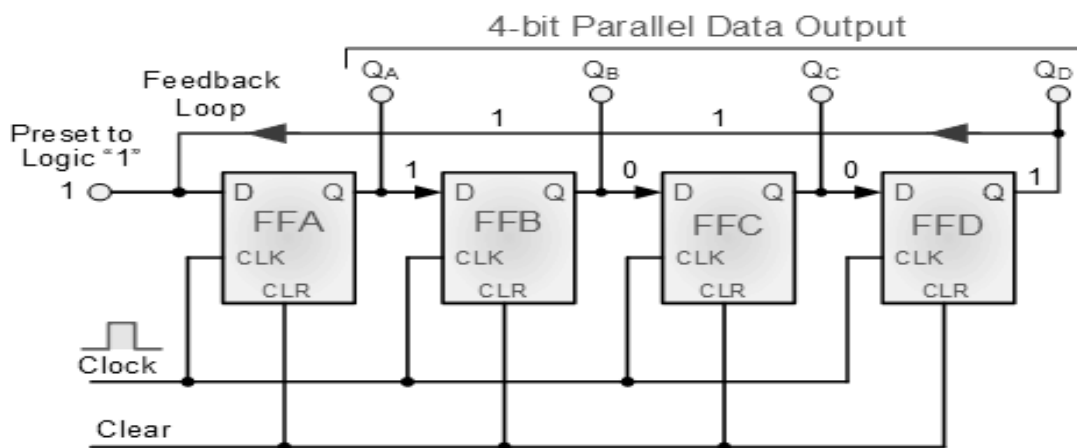 4-bit Parallel Data Output
QA QB QC QD
Feedback
Loop
1 1
Preset to
Logic “1”
1
D Q 1 D Q 0 D Q 0 D Q 1
FFA FFB FFC FFD
CLK CLK CLK CLK
CLR CLR CLR CLR
Clock
Clear